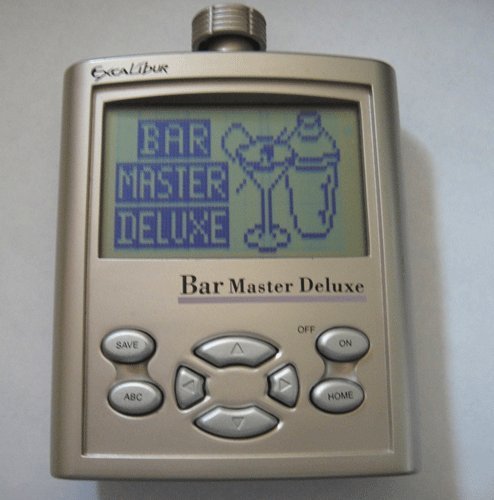 EXCALIBUR
BAR
MASTER
DELUXE
Bar Master Deluxe
OFF
SAVE
ON
ABC
HOME